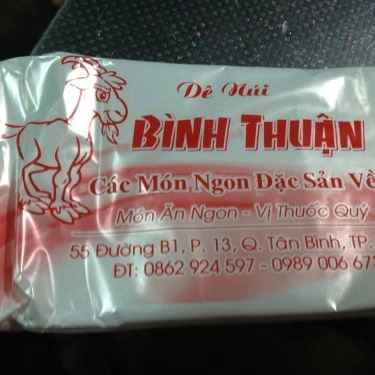 Dê Núi
BÌNH THUẬN
Các Món Ngon Đặc Sản Về
Món Ăn Ngon - Vị Thuốc Quý
55 Đường B1, P. 13, Q. Tân Bình, TP.
ĐT: 0862 924 597 - 0989 006 67